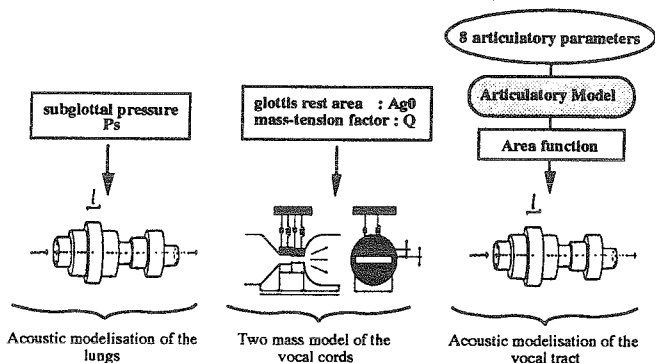 8 articulatory parameters
Articulatory Model
Area function
subglottal pressure
Ps
glottis rest area : Ag0
mass-tension factor : Q
l
l
Acoustic modelisation of the
lungs
Two mass model of the
vocal cords
Acoustic modelisation of the
vocal tract